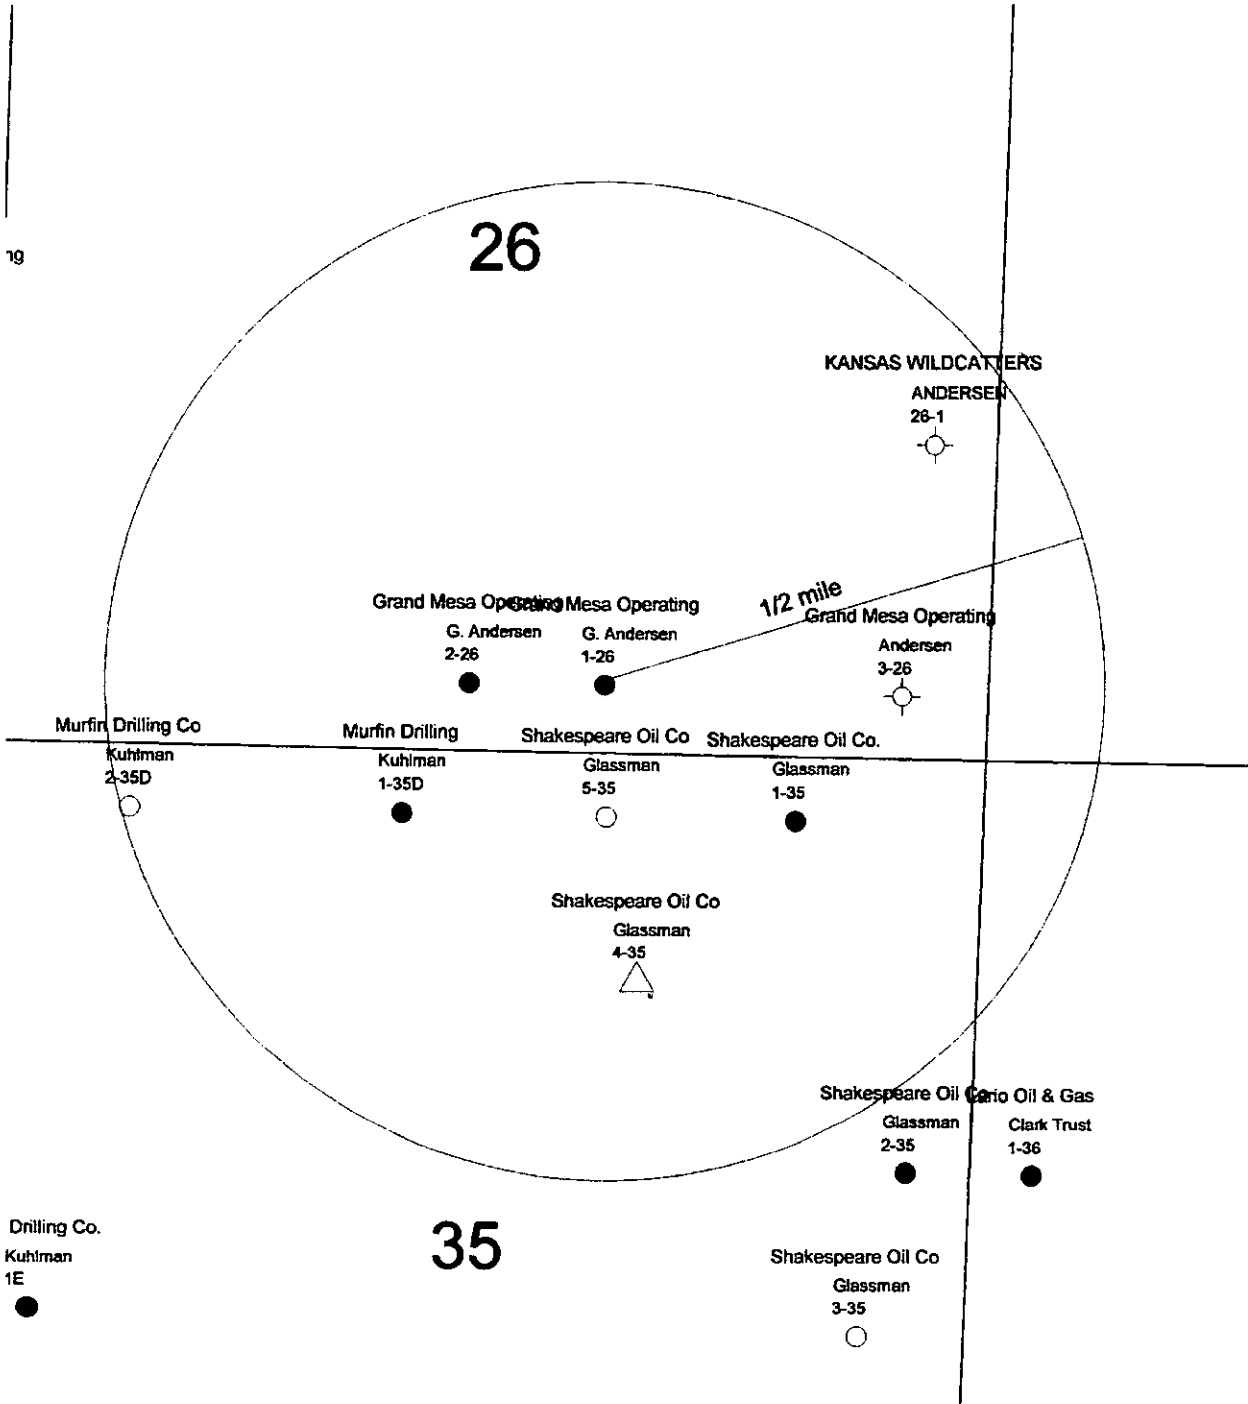 26
ng
KANSAS WILDCATTERS
ANDERSEN
26-1
1/2 mile
Grand Mesa Operating
G. Andersen
2-26
Grand Mesa Operating
G. Andersen
1-26
Grand Mesa Operating
Andersen
3-26
Murfin Drilling Co
Kuhlman
2-35D
Murfin Drilling
Kuhlman
1-35D
Shakespeare Oil Co
Glassman
5-35
Shakespeare Oil Co.
Glassman
1-35
Shakespeare Oil Co
Glassman
4-35
Shakespeare Oil Co
Glassman
2-35
Lario Oil & Gas
Clark Trust
1-36
Drilling Co.
Kuhlman
1E
35
Shakespeare Oil Co
Glassman
3-35